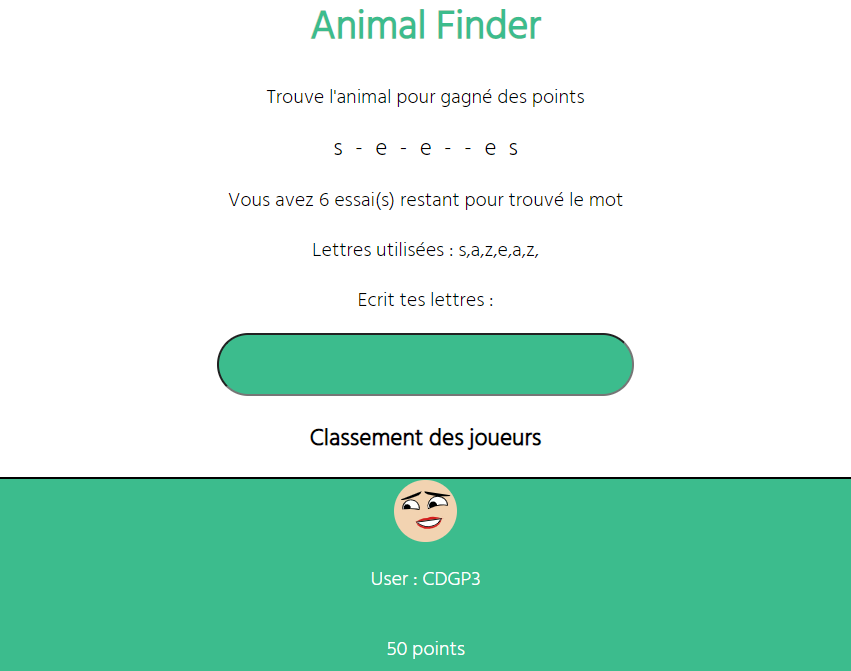 Animal Finder
Trouve l'animal pour gagné des points
s - e - e - - e s
Vous avez 6 essai(s) restant pour trouvé le mot
Lettres utilisées : s,a,z,e,a,z,
Ecrit tes lettres :
Classement des joueurs
User : CDGP3
50 points